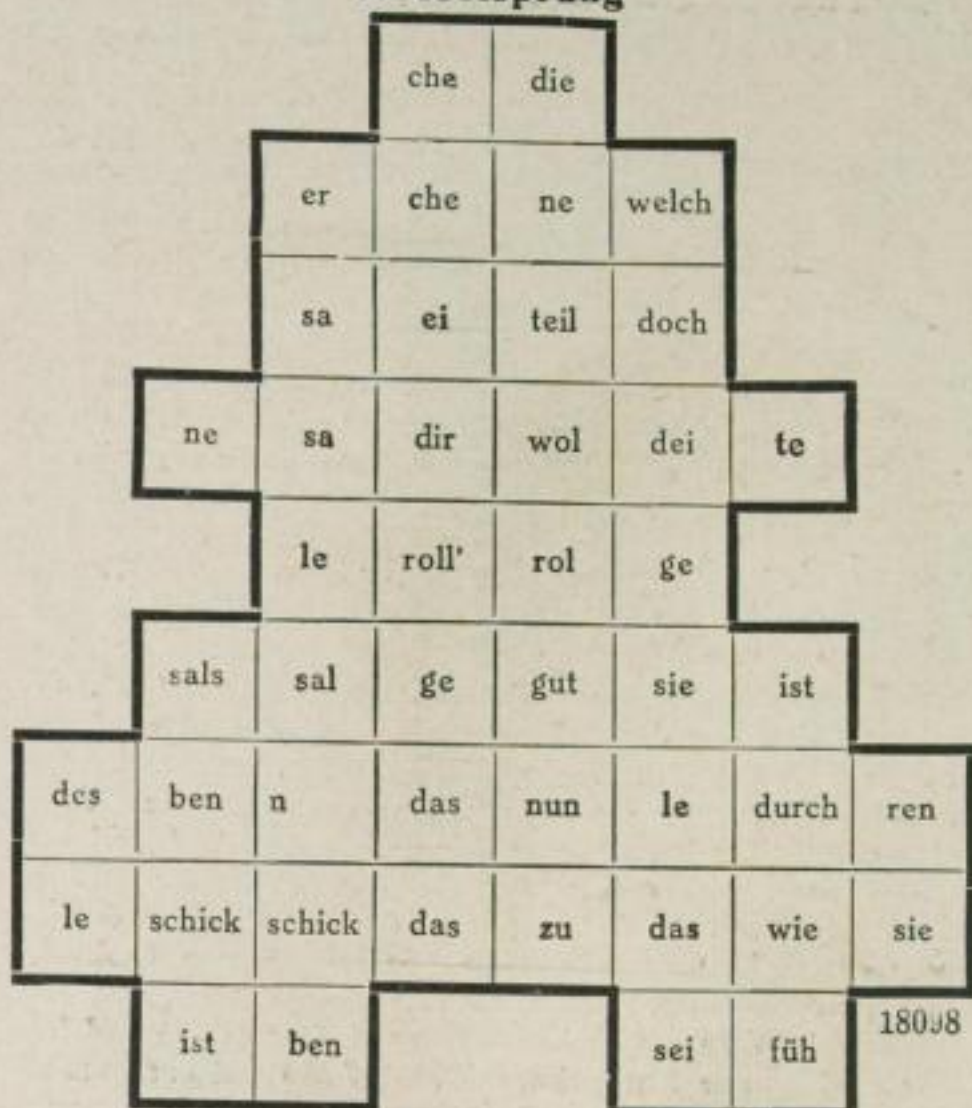 che die
er che ne welch
sa ei teil doch
ne sa dir wol dei te
le roll' rol ge
sals sal ge gut sie ist
des ben n das nun le durch ren
le schick schick das zu das wie sie
ist ben sei füh